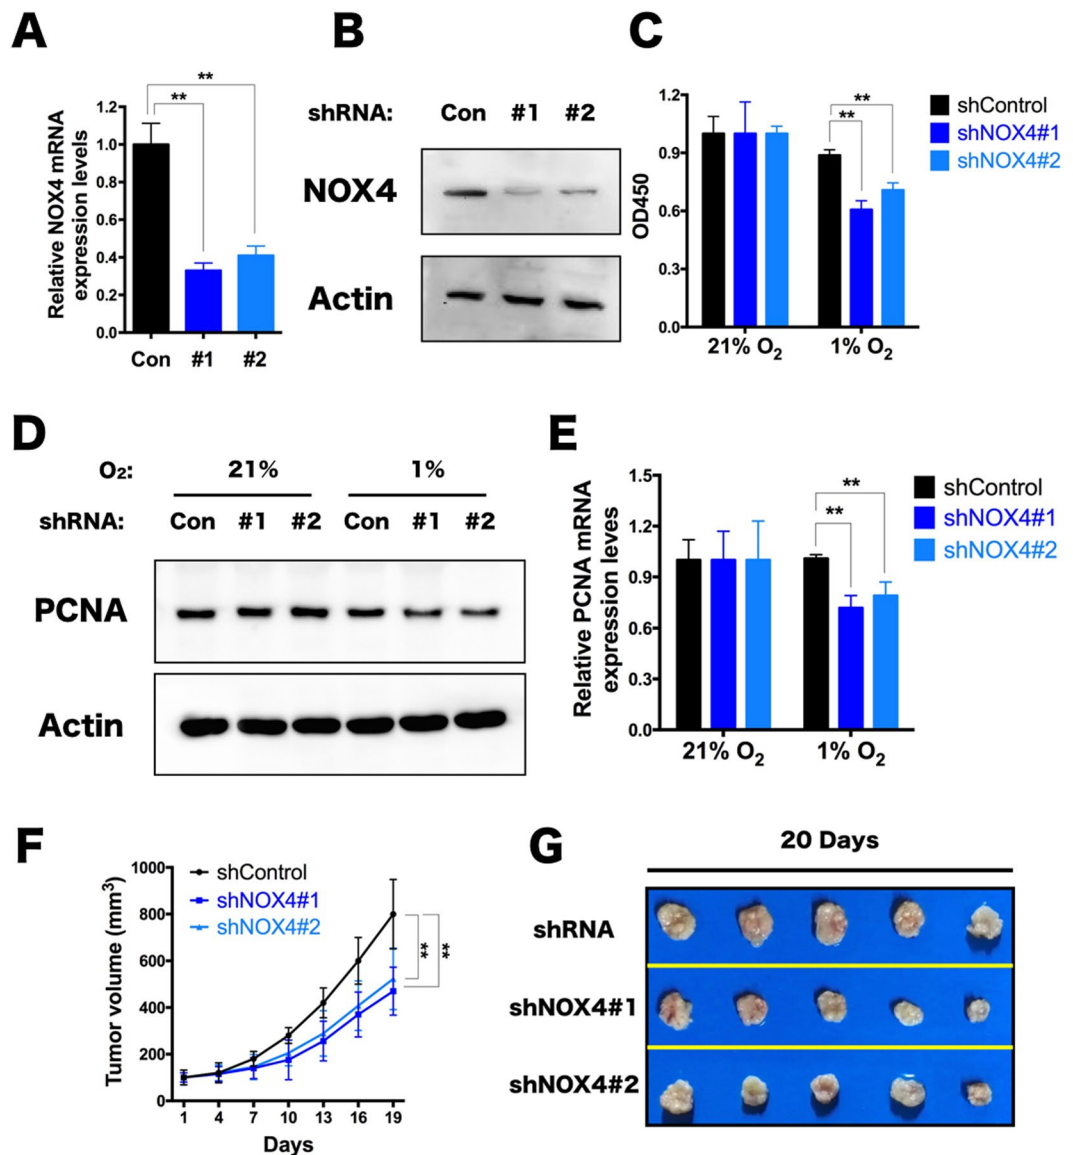 A
Relative NOX4 mRNA
expression levels
1.2
1.0
0.8
0.6
0.4
0.2
0.0
**
**
Con #1 #2
B
shRNA: Con #1 #2
NOX4
Actin
C
OD450
1.2
0.9
0.6
0.3
0.0
**
**
21% O₂ 1% O₂
shControl
shNOX4#1
shNOX4#2
D
O₂: 21% 1%
shRNA: Con #1 #2 Con #1 #2
PCNA
Actin
E
Relative PCNA mRNA
expression leves
1.5
1.2
0.9
0.6
0.3
0.0
**
**
21% O₂ 1% O₂
shControl
shNOX4#1
shNOX4#2
F
Tumor volume (mm³)
1000
800
600
400
200
0
shControl
shNOX4#1
shNOX4#2
**
**
1 4 7 10 13 16 19
Days
G
20 Days
shRNA
shNOX4#1
shNOX4#2